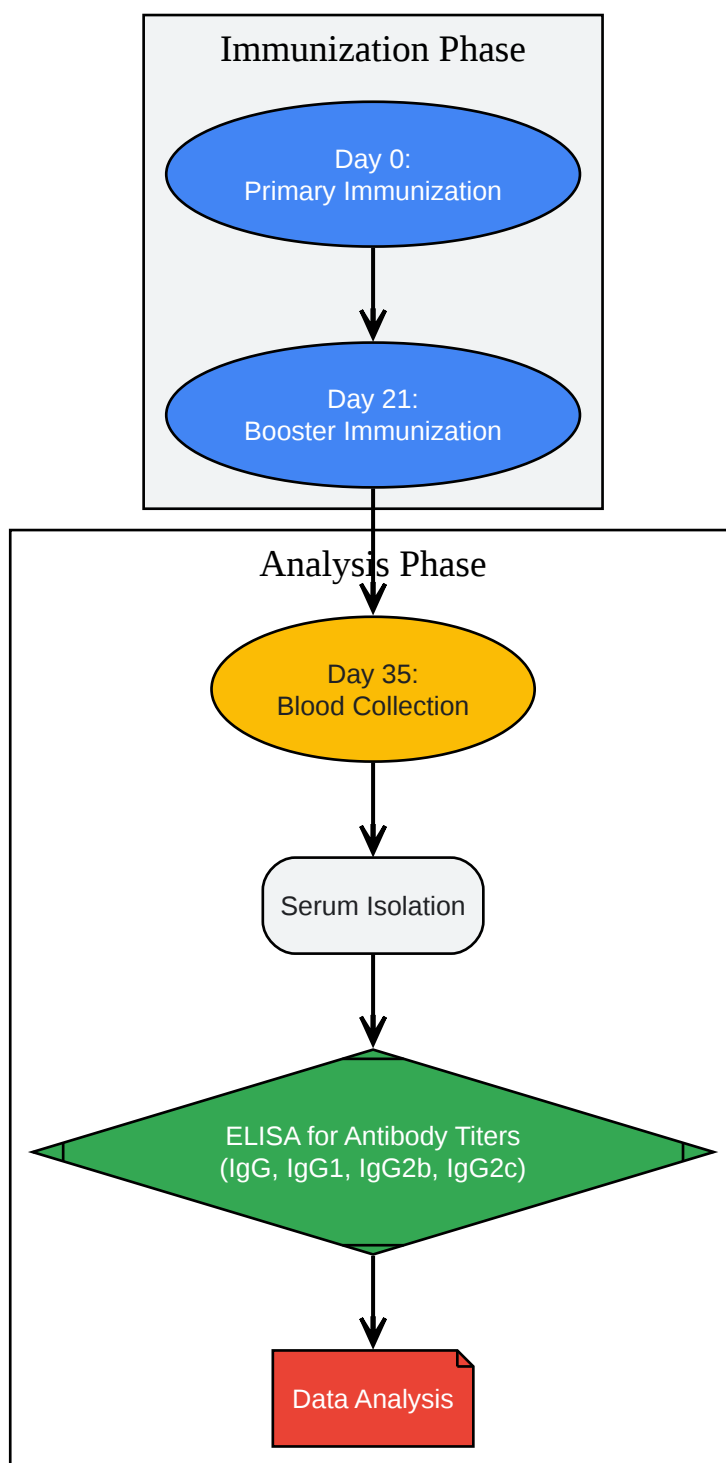 Immunization Phase
Day 0:
Primary Immunization
Day 21:
Booster Immunization
Analysis Phase
Day 35:
Blood Collection
Serum Isolation
ELISA for Antibody Titers
(IgG, IgG1, IgG2b, IgG2c)
Data Analysis